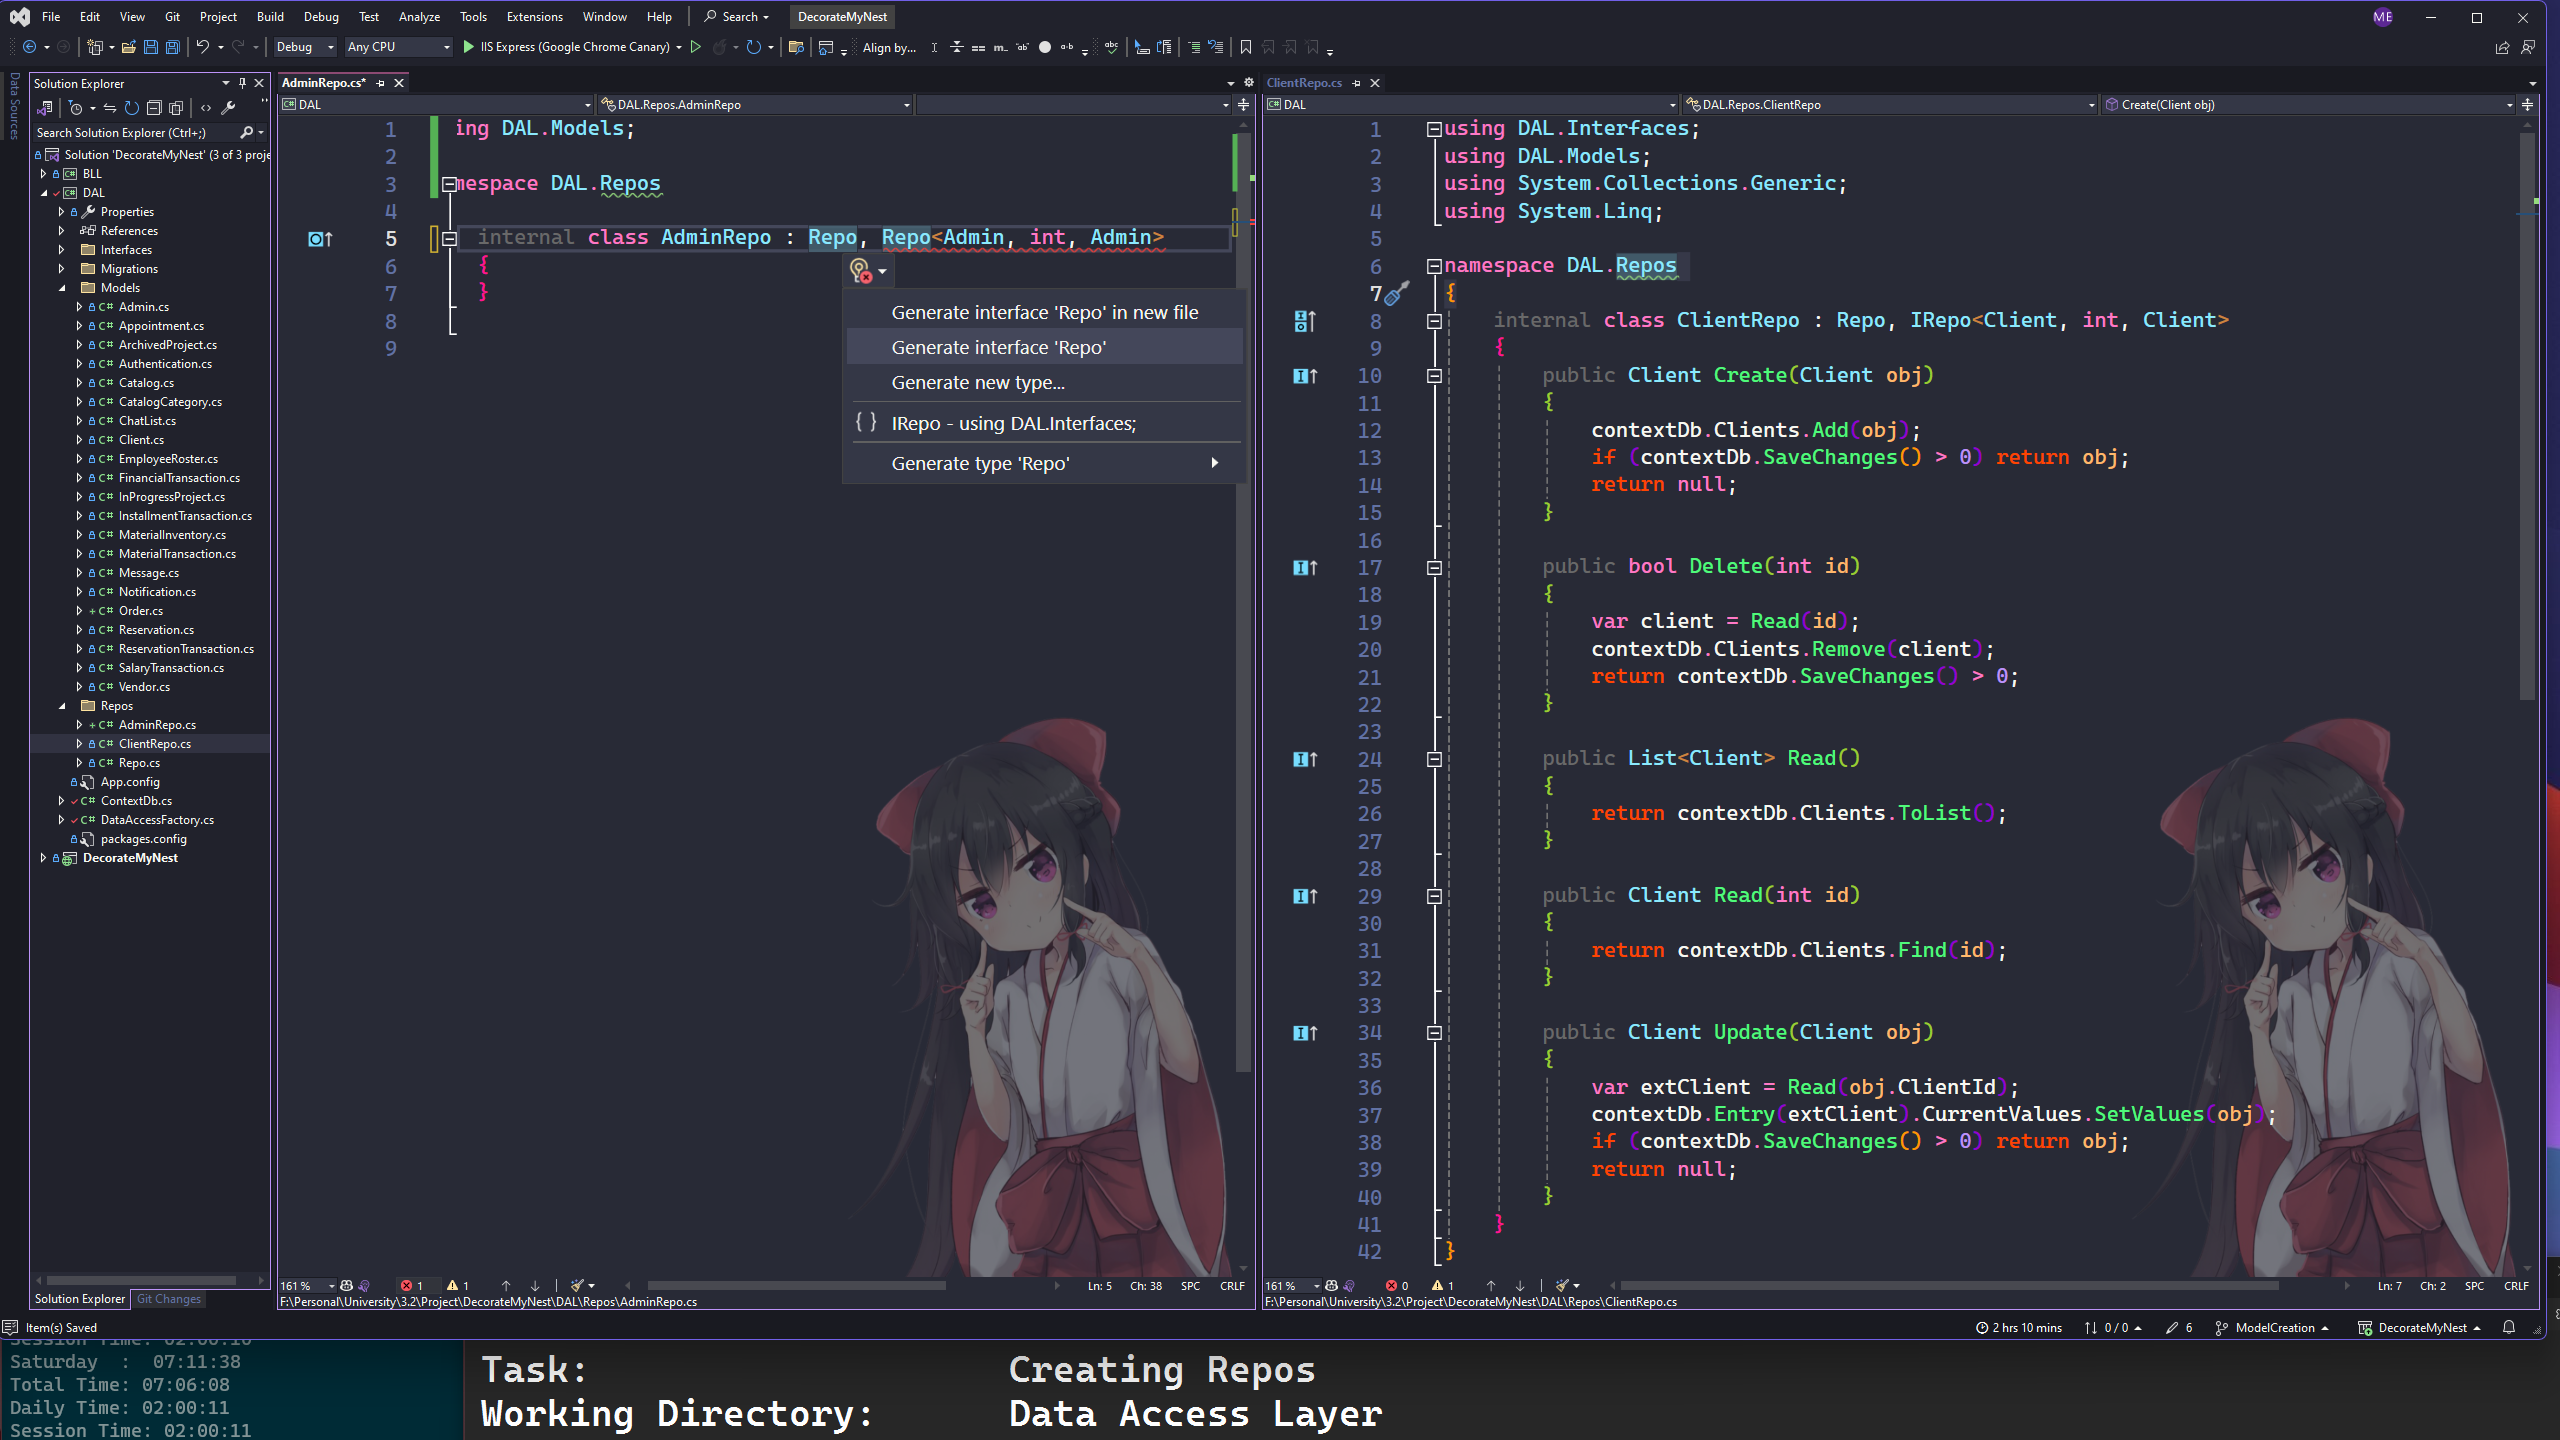 File Edit View Git Project Build Debug Test Analyze Tools Extensions Window Help Search DecorateMyNest ME
Debug Any CPU IIS Express (Google Chrome Canary) Align by...
Data Sources
Solution Explorer
Search Solution Explorer (Ctrl+;)
Solution 'DecorateMyNest' (3 of 3 proje
BLL
DAL
Properties
References
Interfaces
Migrations
Models
Admin.cs
Appointment.cs
ArchivedProject.cs
Authentication.cs
Catalog.cs
CatalogCategory.cs
ChatList.cs
Client.cs
EmployeeRoster.cs
FinancialTransaction.cs
InProgressProject.cs
InstallmentTransaction.cs
MaterialInventory.cs
MaterialTransaction.cs
Message.cs
Notification.cs
Order.cs
Reservation.cs
ReservationTransaction.cs
SalaryTransaction.cs
Vendor.cs
Repos
AdminRepo.cs
ClientRepo.cs
Repo.cs
App.config
ContextDb.cs
DataAccessFactory.cs
packages.config
DecorateMyNest
Solution Explorer Git Changes
AdminRepo.cs*
DAL DAL.Repos.AdminRepo
1 ing DAL.Models;
2
3 mespace DAL.Repos
4
5 internal class AdminRepo : Repo, Repo<Admin, int, Admin>
6 {
7 }
8
9
Generate interface 'Repo' in new file
Generate interface 'Repo'
Generate new type...
{ } IRepo - using DAL.Interfaces;
Generate type 'Repo'
161 % 1 1 Ln: 5 Ch: 38 SPC CRLF
F:\Personal\University\3.2\Project\DecorateMyNest\DAL\Repos\AdminRepo.cs
ClientRepo.cs
DAL DAL.Repos.ClientRepo Create(Client obj)
1 using DAL.Interfaces;
2 using DAL.Models;
3 using System.Collections.Generic;
4 using System.Linq;
5
6 namespace DAL.Repos
7 {
8 internal class ClientRepo : Repo, IRepo<Client, int, Client>
9 {
10 public Client Create(Client obj)
11 {
12 contextDb.Clients.Add(obj);
13 if (contextDb.SaveChanges() > 0) return obj;
14 return null;
15 }
16
17 public bool Delete(int id)
18 {
19 var client = Read(id);
20 contextDb.Clients.Remove(client);
21 return contextDb.SaveChanges() > 0;
22 }
23
24 public List<Client> Read()
25 {
26 return contextDb.Clients.ToList();
27 }
28
29 public Client Read(int id)
30 {
31 return contextDb.Clients.Find(id);
32 }
33
34 public Client Update(Client obj)
35 {
36 var extClient = Read(obj.ClientId);
37 contextDb.Entry(extClient).CurrentValues.SetValues(obj);
38 if (contextDb.SaveChanges() > 0) return obj;
39 return null;
40 }
41 }
42 }
161 % 0 1 Ln: 7 Ch: 2 SPC CRLF
F:\Personal\University\3.2\Project\DecorateMyNest\DAL\Repos\ClientRepo.cs
Item(s) Saved 2 hrs 10 mins 0 / 0 6 ModelCreation DecorateMyNest
Session Time: 02:00:10
Saturday : 07:11:38
Total Time: 07:06:08
Daily Time: 02:00:11
Session Time: 02:00:11
Task: Creating Repos
Working Directory: Data Access Layer